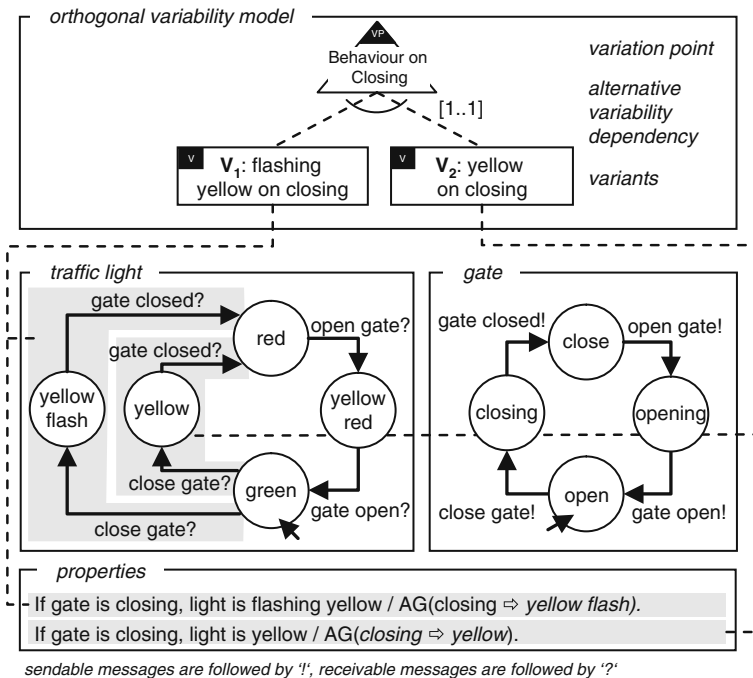 orthogonal variability model
VP
Behaviour on
Closing
[1..1]
variation point
alternative
variability
dependency
variants
V
V1: flashing
yellow on closing
V
V2: yellow
on closing
traffic light
gate closed?
red
open gate?
gate closed?
yellow
flash
yellow
yellow
red
close gate?
green
gate open?
close gate?
gate
gate closed!
close
open gate!
closing
opening
close gate!
open
gate open!
properties
If gate is closing, light is flashing yellow / AG(closing ⇨ yellow flash).
If gate is closing, light is yellow / AG(closing ⇨ yellow).
sendable messages are followed by ‘!‘, receivable messages are followed by ‘?‘